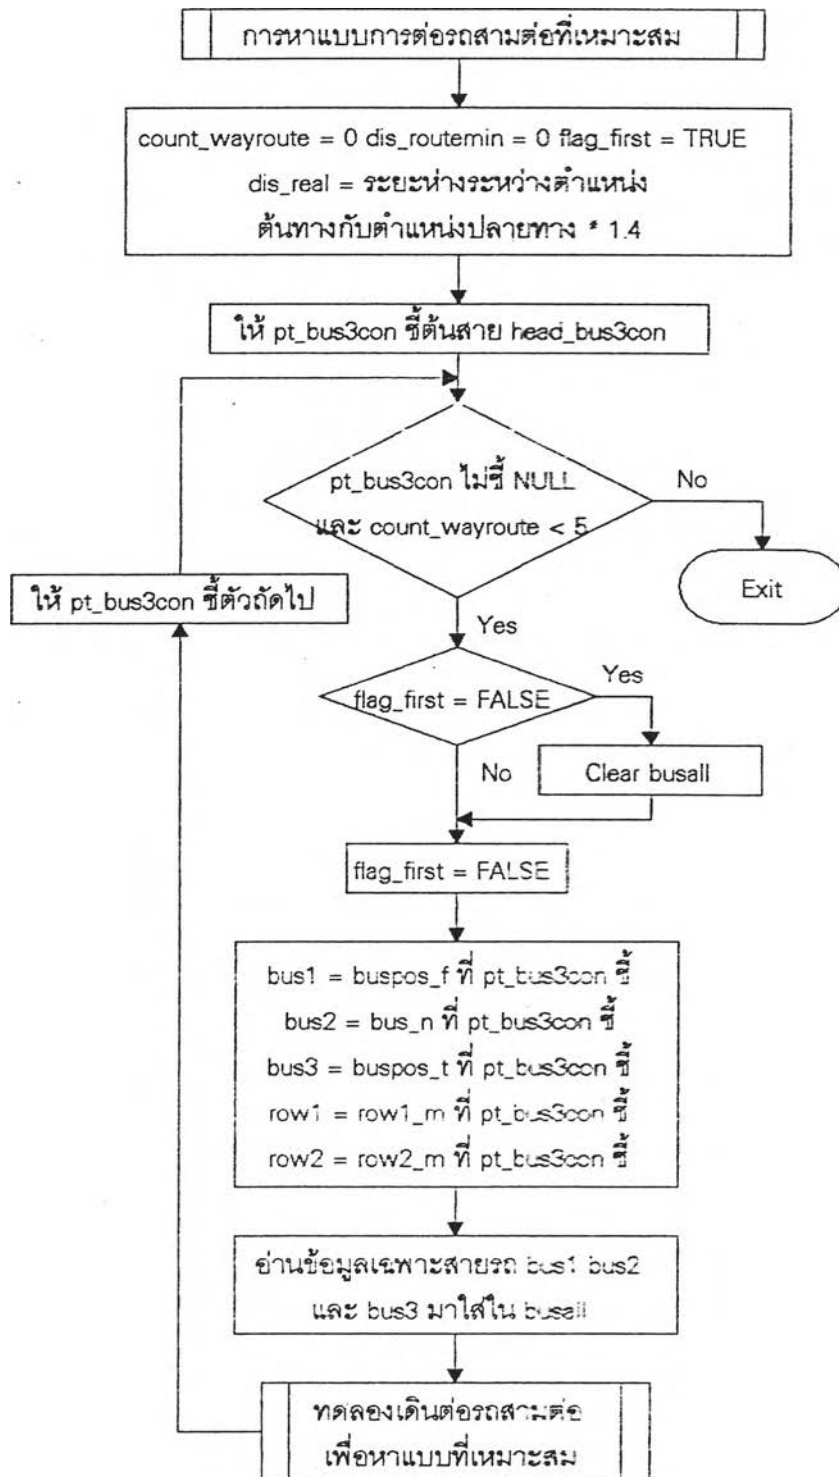 การหาแบบการต่อรถสามต่อที่เหมาะสม
count_wayroute = 0 dis_routemin = 0 flag_first = TRUE
dis_real = ระยะห่างระหว่างตำแหน่ง
ต้นทางกับตำแหน่งปลายทาง * 1.4
ให้ pt_bus3con ชี้ต้นสาย head_bus3con
pt_bus3con ไม่ชี้ NULL
และ count_wayroute < 5
No
Exit
ให้ pt_bus3con ชี้ตัวถัดไป
Yes
flag_first = FALSE
Yes
No
Clear busall
flag_first = FALSE
bus1 = buspos_f ที่ pt_bus3con ชี้
bus2 = bus_n ที่ pt_bus3con ชี้
bus3 = buspos_t ที่ pt_bus3con ชี้
row1 = row1_m ที่ pt_bus3con ชี้
row2 = row2_m ที่ pt_bus3con ชี้
อ่านข้อมูลเฉพาะสายรถ bus1 bus2
และ bus3 มาใส่ใน busall
ทดลองเดินต่อรถสามต่อ
เพื่อหาแบบที่เหมาะสม